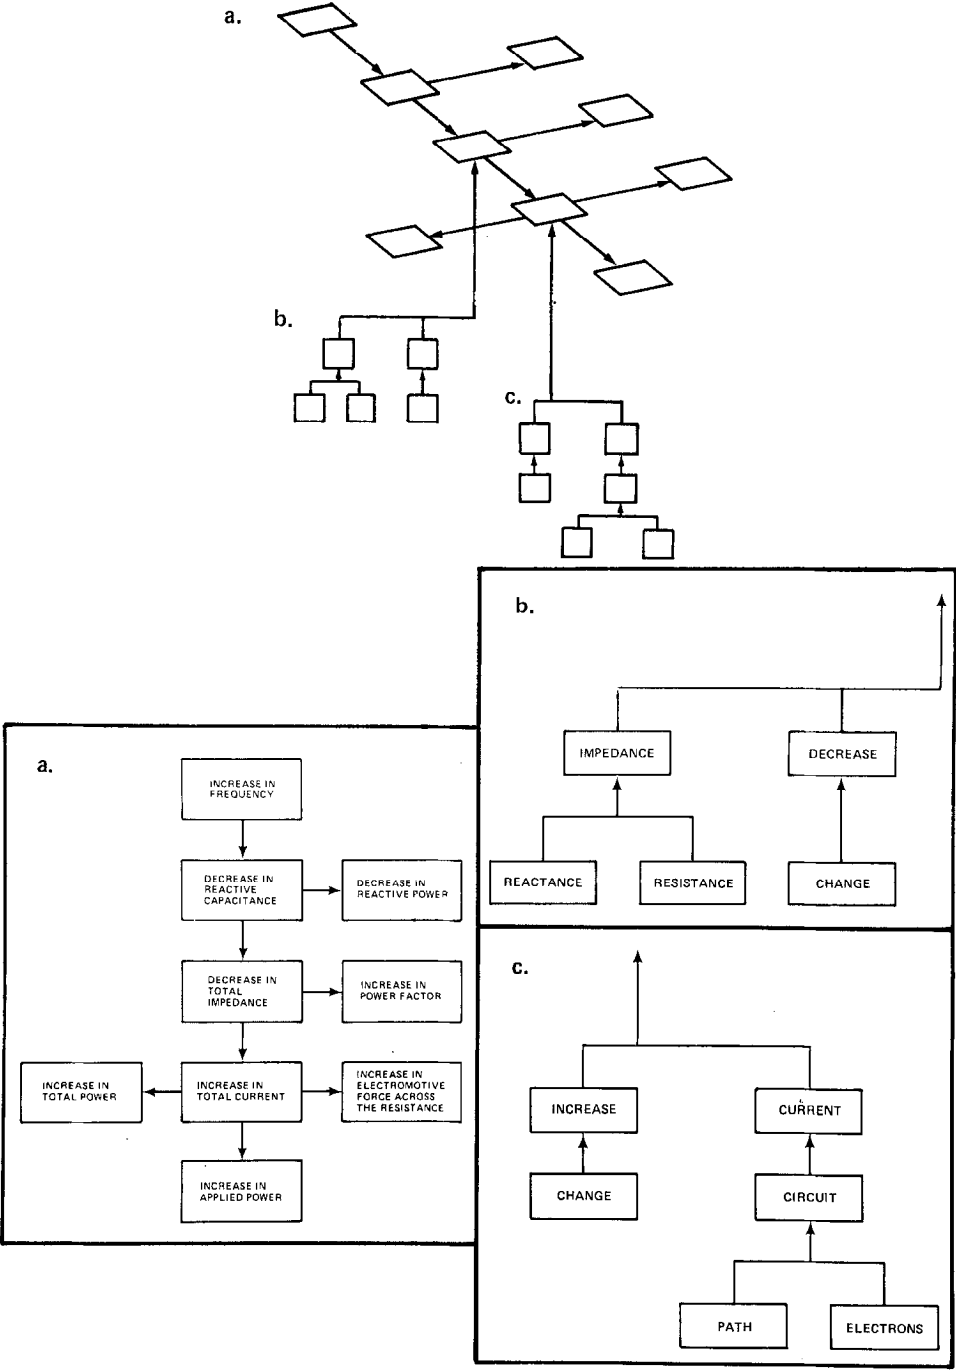 a.
b.
c.
b.
IMPEDANCE
DECREASE
REACTANCE
RESISTANCE
CHANGE
a.
INCREASE IN
FREQUENCY
DECREASE IN
REACTIVE
CAPACITANCE
DECREASE IN
REACTIVE POWER
DECREASE IN
TOTAL
IMPEDANCE
INCREASE IN
POWER FACTOR
INCREASE IN
TOTAL POWER
INCREASE IN
TOTAL CURRENT
INCREASE IN
ELECTROMOTIVE
FORCE ACROSS
THE RESISTANCE
INCREASE IN
APPLIED POWER
c.
INCREASE
CURRENT
CHANGE
CIRCUIT
PATH
ELECTRONS